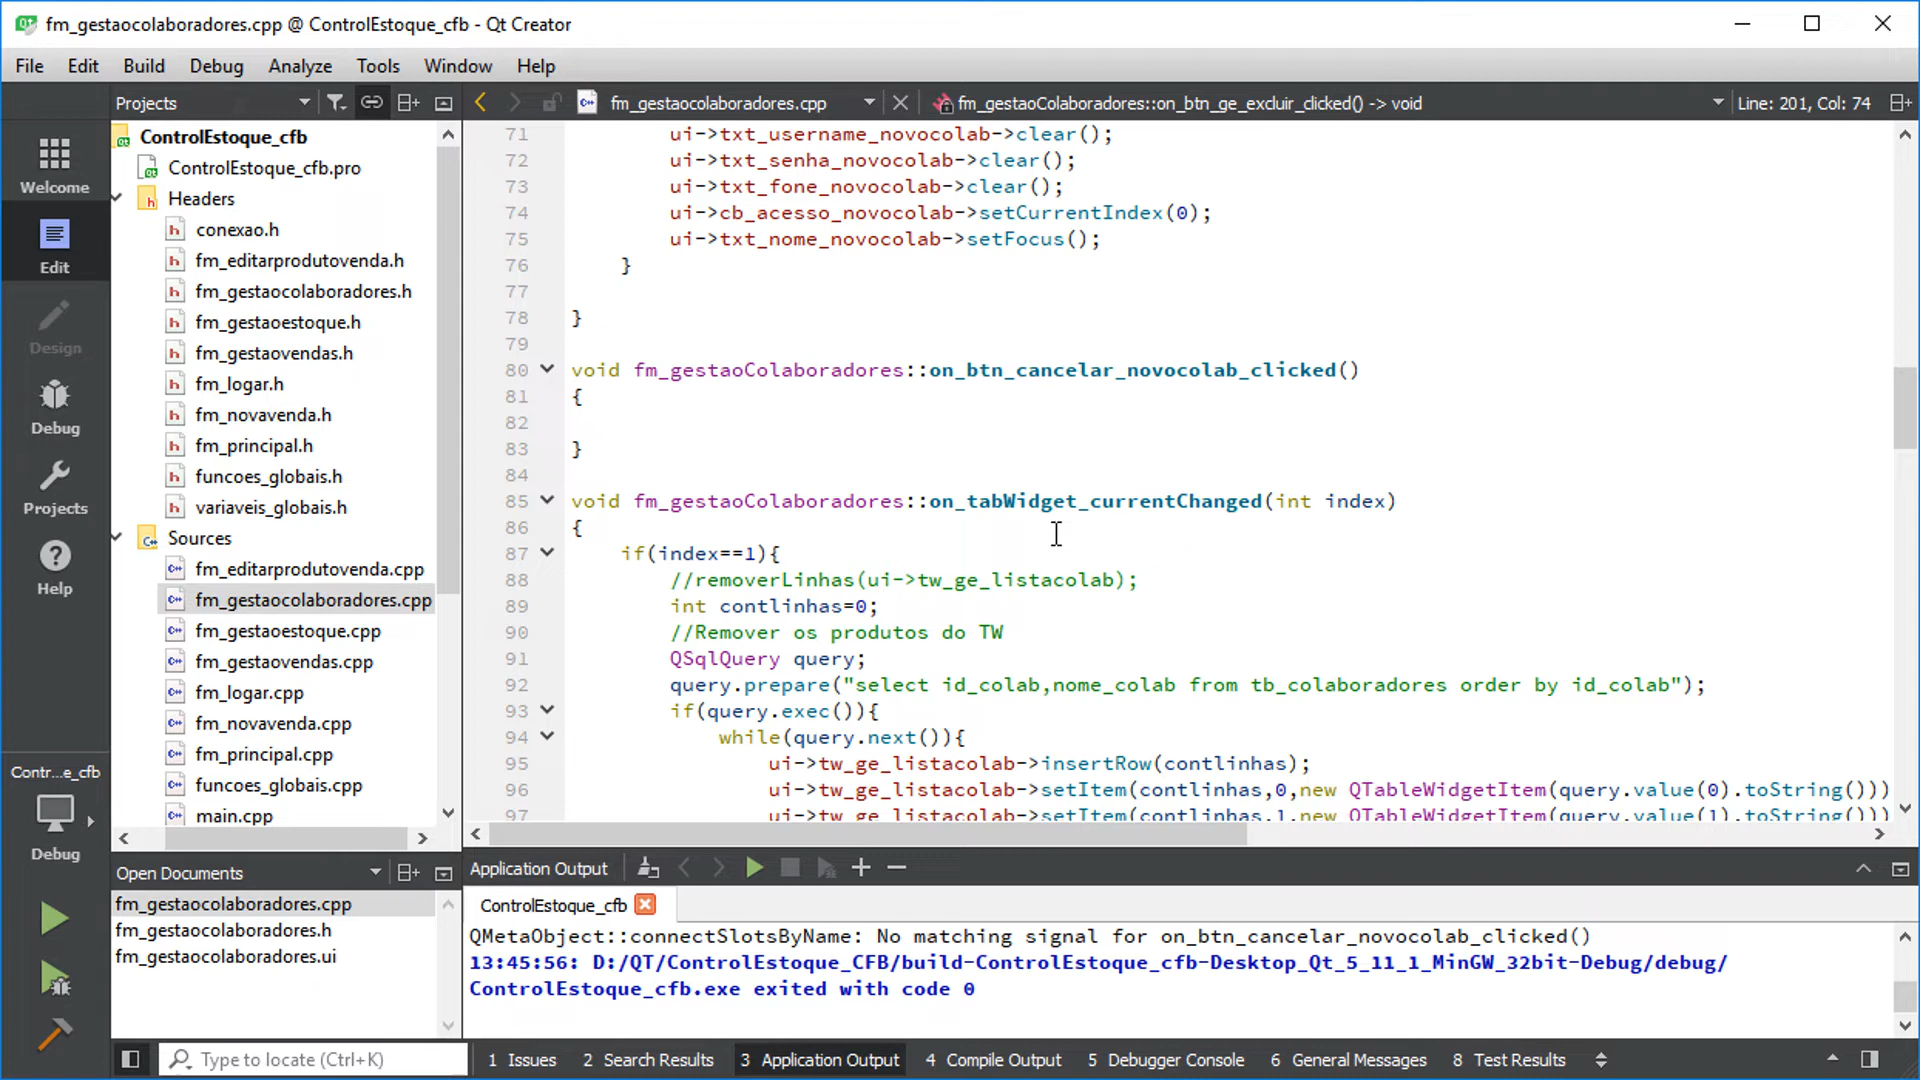 fm_gestaocolaboradores.cpp @ ControlEstoque_cfb - Qt Creator
File Edit Build Debug Analyze Tools Window Help
Projects
fm_gestaocolaboradores.cpp
fm_gestaoColaboradores::on_btn_ge_excluir_clicked() -> void
Line: 201, Col: 74
Welcome
Edit
Design
Debug
Projects
Help
Contr...e_cfb
Debug
ControlEstoque_cfb
ControlEstoque_cfb.pro
Headers
conexao.h
fm_editarprodutovenda.h
fm_gestaocolaboradores.h
fm_gestaoestoque.h
fm_gestaovendas.h
fm_logar.h
fm_novavenda.h
fm_principal.h
funcoes_globais.h
variaveis_globais.h
Sources
fm_editarprodutovenda.cpp
fm_gestaocolaboradores.cpp
fm_gestaoestoque.cpp
fm_gestaovendas.cpp
fm_logar.cpp
fm_novavenda.cpp
fm_principal.cpp
funcoes_globais.cpp
main.cpp
71 ui->txt_username_novocolab->clear();
72 ui->txt_senha_novocolab->clear();
73 ui->txt_fone_novocolab->clear();
74 ui->cb_acesso_novocolab->setCurrentIndex(0);
75 ui->txt_nome_novocolab->setFocus();
76 }
77
78 }
79
80 void fm_gestaoColaboradores::on_btn_cancelar_novocolab_clicked()
81 {
82
83 }
84
85 void fm_gestaoColaboradores::on_tabWidget_currentChanged(int index)
86 {
87 if(index==1){
88 //removerLinhas(ui->tw_ge_listacolab);
89 int contlinhas=0;
90 //Remover os produtos do TW
91 QSqlQuery query;
92 query.prepare("select id_colab,nome_colab from tb_colaboradores order by id_colab");
93 if(query.exec()){
94 while(query.next()){
95 ui->tw_ge_listacolab->insertRow(contlinhas);
96 ui->tw_ge_listacolab->setItem(contlinhas,0,new QTableWidgetItem(query.value(0).toString()))
97 ui->tw_ge_listacolab->setItem(contlinhas,1,new QTableWidgetItem(query.value(1).toString()))
Open Documents
fm_gestaocolaboradores.cpp
fm_gestaocolaboradores.h
fm_gestaocolaboradores.ui
Application Output
ControlEstoque_cfb
QMetaObject::connectSlotsByName: No matching signal for on_btn_cancelar_novocolab_clicked()
13:45:56: D:/QT/ControlEstoque_CFB/build-ControlEstoque_cfb-Desktop_Qt_5_11_1_MinGW_32bit-Debug/debug/
ControlEstoque_cfb.exe exited with code 0
Type to locate (Ctrl+K)
1 Issues 2 Search Results 3 Application Output 4 Compile Output 5 Debugger Console 6 General Messages 8 Test Results